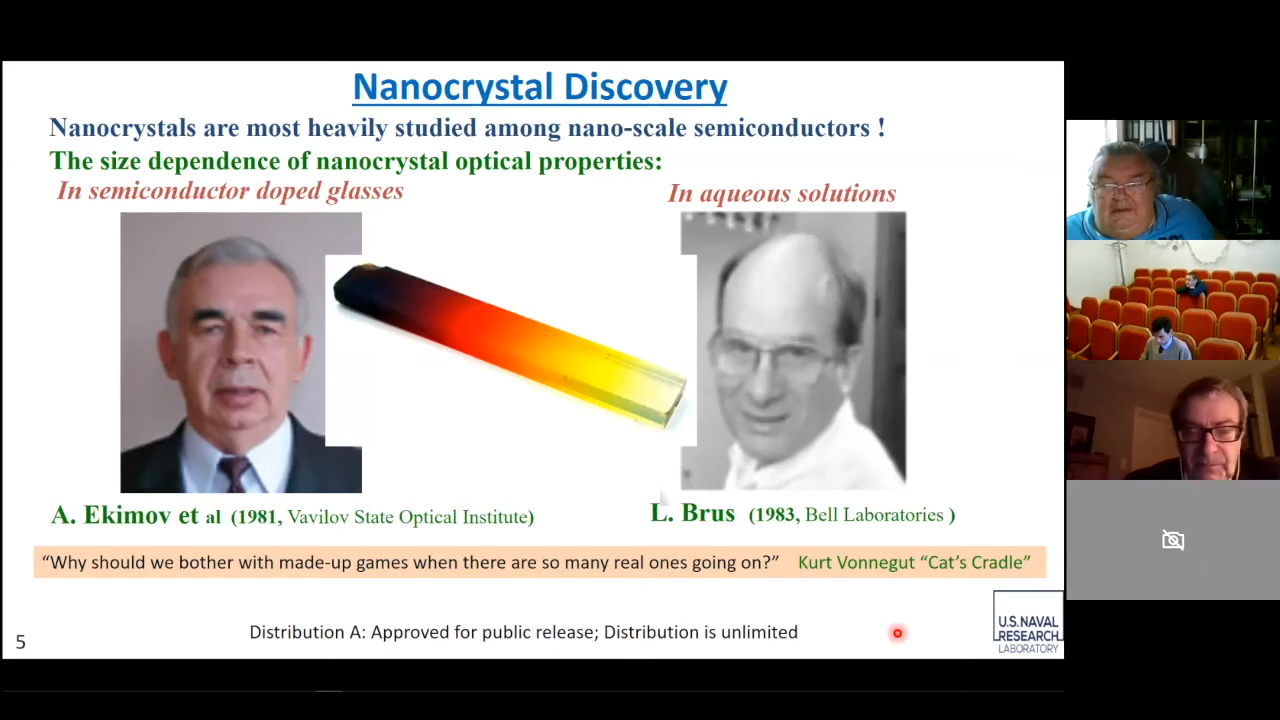 Nanocrystal Discovery
Nanocrystals are most heavily studied among nano-scale semiconductors !
The size dependence of nanocrystal optical properties:
In semiconductor doped glasses
In aqueous solutions
A. Ekimov et al (1981, Vavilov State Optical Institute)
L. Brus (1983, Bell Laboratories )
“Why should we bother with made-up games when there are so many real ones going on?” Kurt Vonnegut “Cat’s Cradle”
Distribution A: Approved for public release; Distribution is unlimited
5
U.S. NAVAL
RESEARCH
LABORATORY